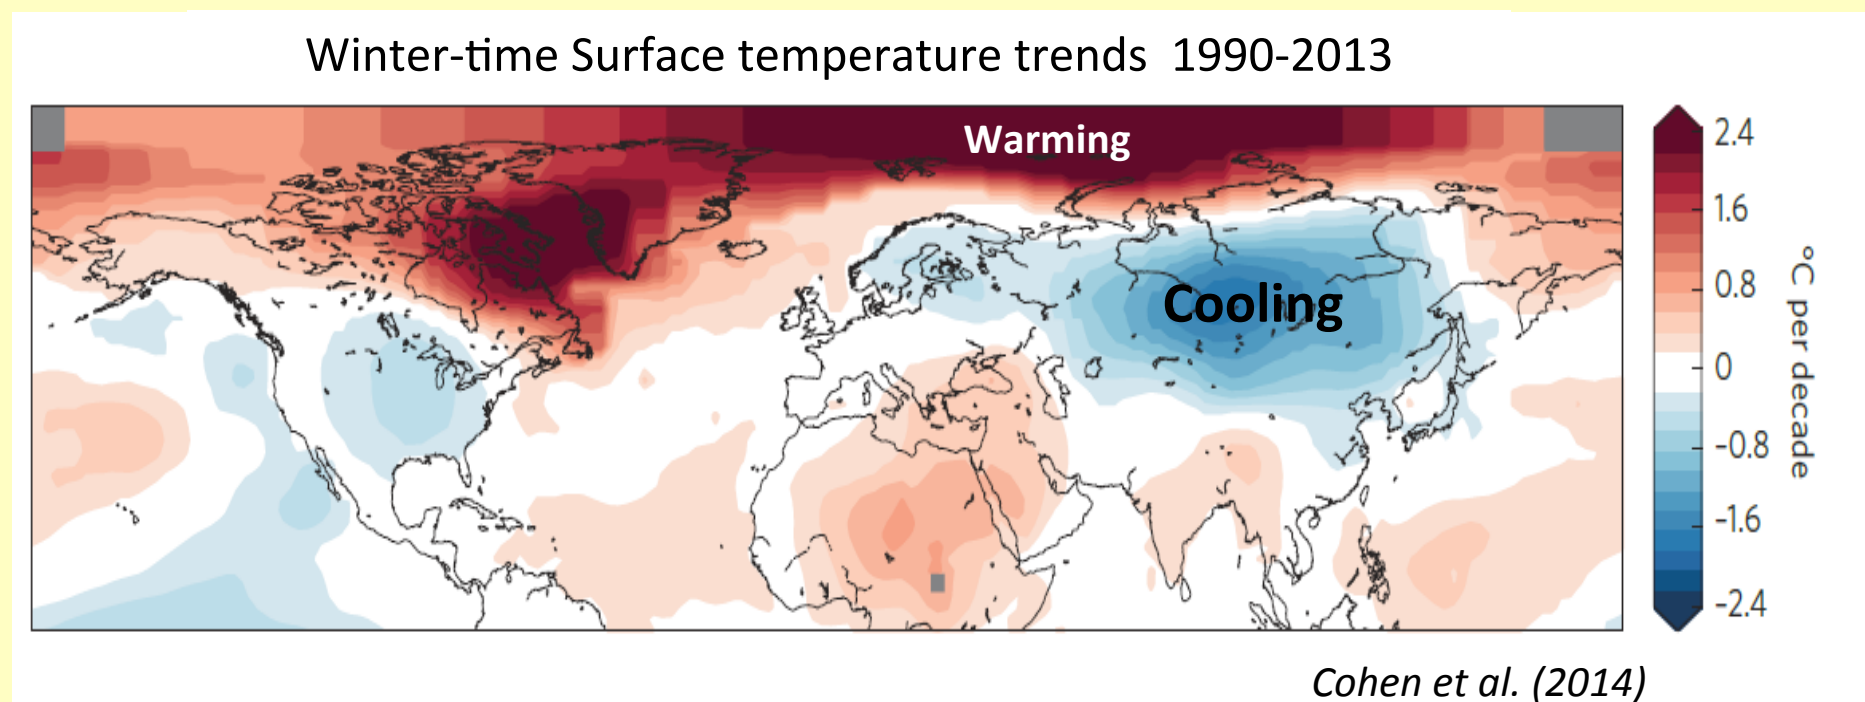 Winter-time Surface temperature trends 1990-2013
Warming
Cooling
2.4
1.6
0.8
0
-0.8
-1.6
-2.4
°C per decade
Cohen et al. (2014)